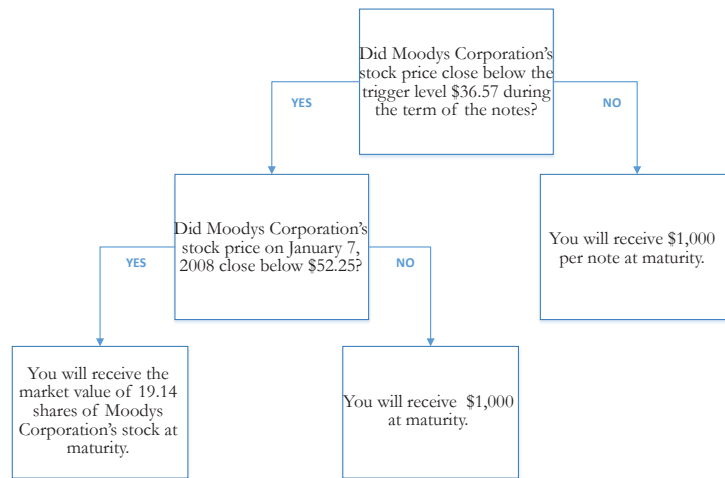 Did Moodys Corporation's
stock price close below the
trigger level $36.57 during
the term of the notes?
YES
NO
Did Moodys Corporation's
stock price on January 7,
2008 close below $52.25?
You will receive $1,000
per note at maturity.
YES
NO
You will receive the
market value of 19.14
shares of Moodys
Corporation's stock at
maturity.
You will receive $1,000
at maturity.